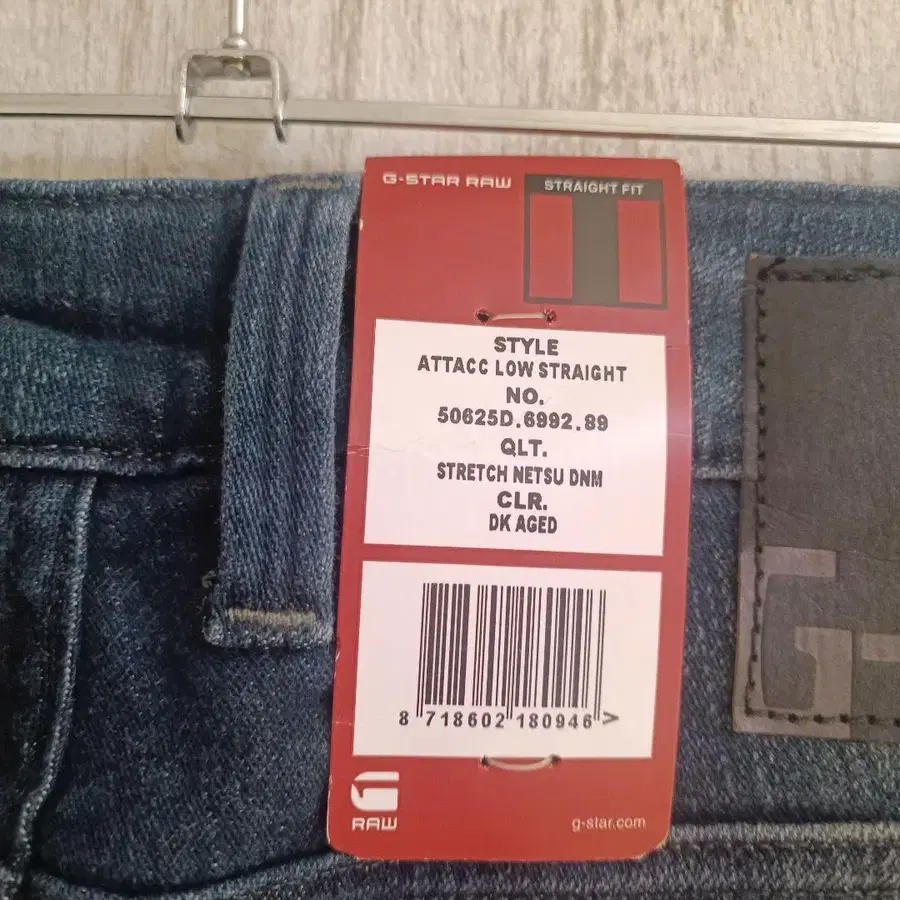 G-STAR RAW
STRAIGHT FIT
STYLE
ATTACC LOW STRAIGHT
NO.
50625D.6992.89
QLT.
STRETCH NETSU DNM
CLR.
DK AGED
8 718602 180946 >
G
RAW
g-star.com
G-